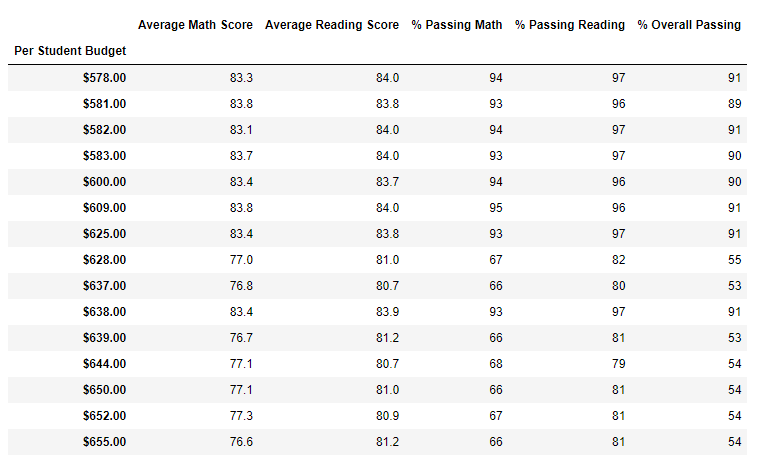 Average Math Score Average Reading Score % Passing Math % Passing Reading % Overall Passing
Per Student Budget
$578.00 83.3 84.0 94 97 91
$581.00 83.8 83.8 93 96 89
$582.00 83.1 84.0 94 97 91
$583.00 83.7 84.0 93 97 90
$600.00 83.4 83.7 94 96 90
$609.00 83.8 84.0 95 96 91
$625.00 83.4 83.8 93 97 91
$628.00 77.0 81.0 67 82 55
$637.00 76.8 80.7 66 80 53
$638.00 83.4 83.9 93 97 91
$639.00 76.7 81.2 66 81 53
$644.00 77.1 80.7 68 79 54
$650.00 77.1 81.0 66 81 54
$652.00 77.3 80.9 67 81 54
$655.00 76.6 81.2 66 81 54